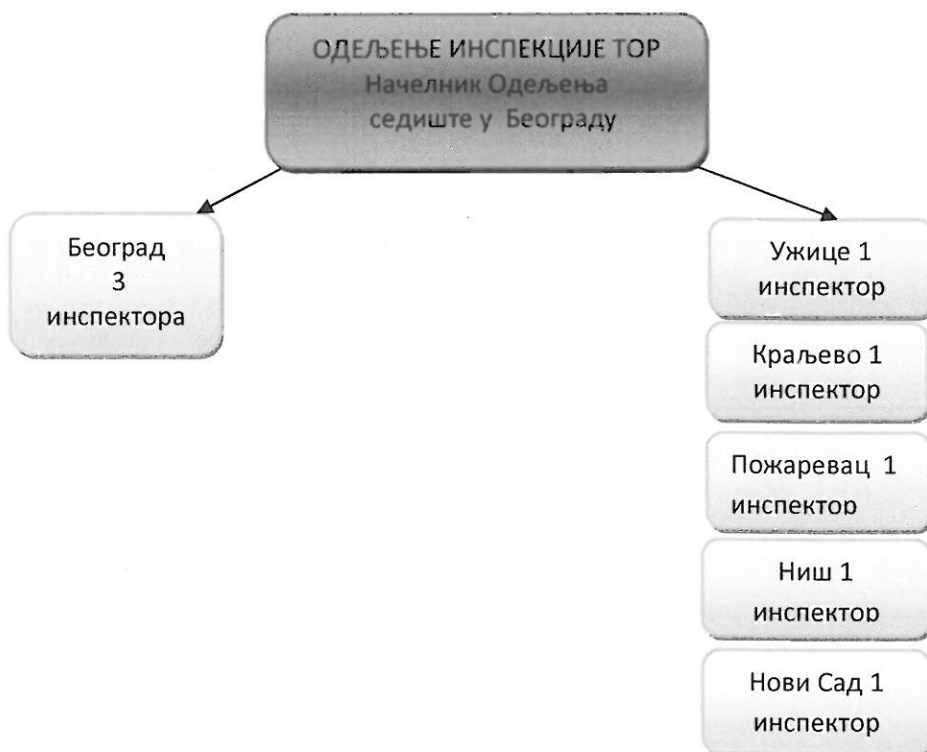 ОДЕЉЕЊЕ ИНСПЕКЦИЈЕ ТОР
Начелник Одељења
седиште у Београду
Београд
3
инспектора
Ужице 1
инспектор
Краљево 1
инспектор
Пожаревац 1
инспектор
Ниш 1
инспектор
Нови Сад 1
инспектор